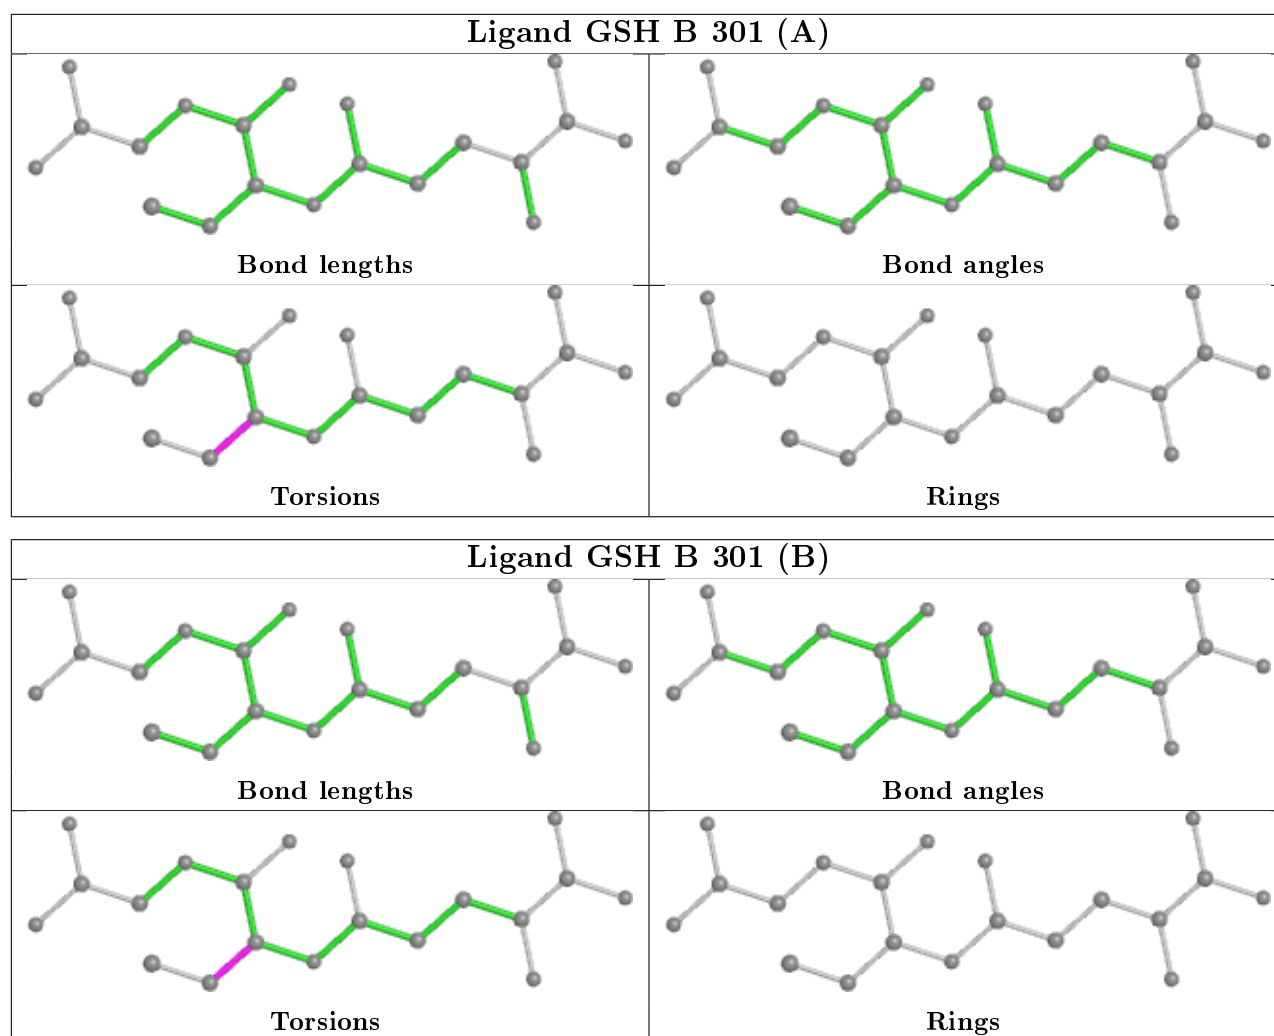 Ligand GSH B 301 (A)
Bond lengths
Bond angles
Torsions
Rings
Ligand GSH B 301 (B)
Bond lengths
Bond angles
Torsions
Rings